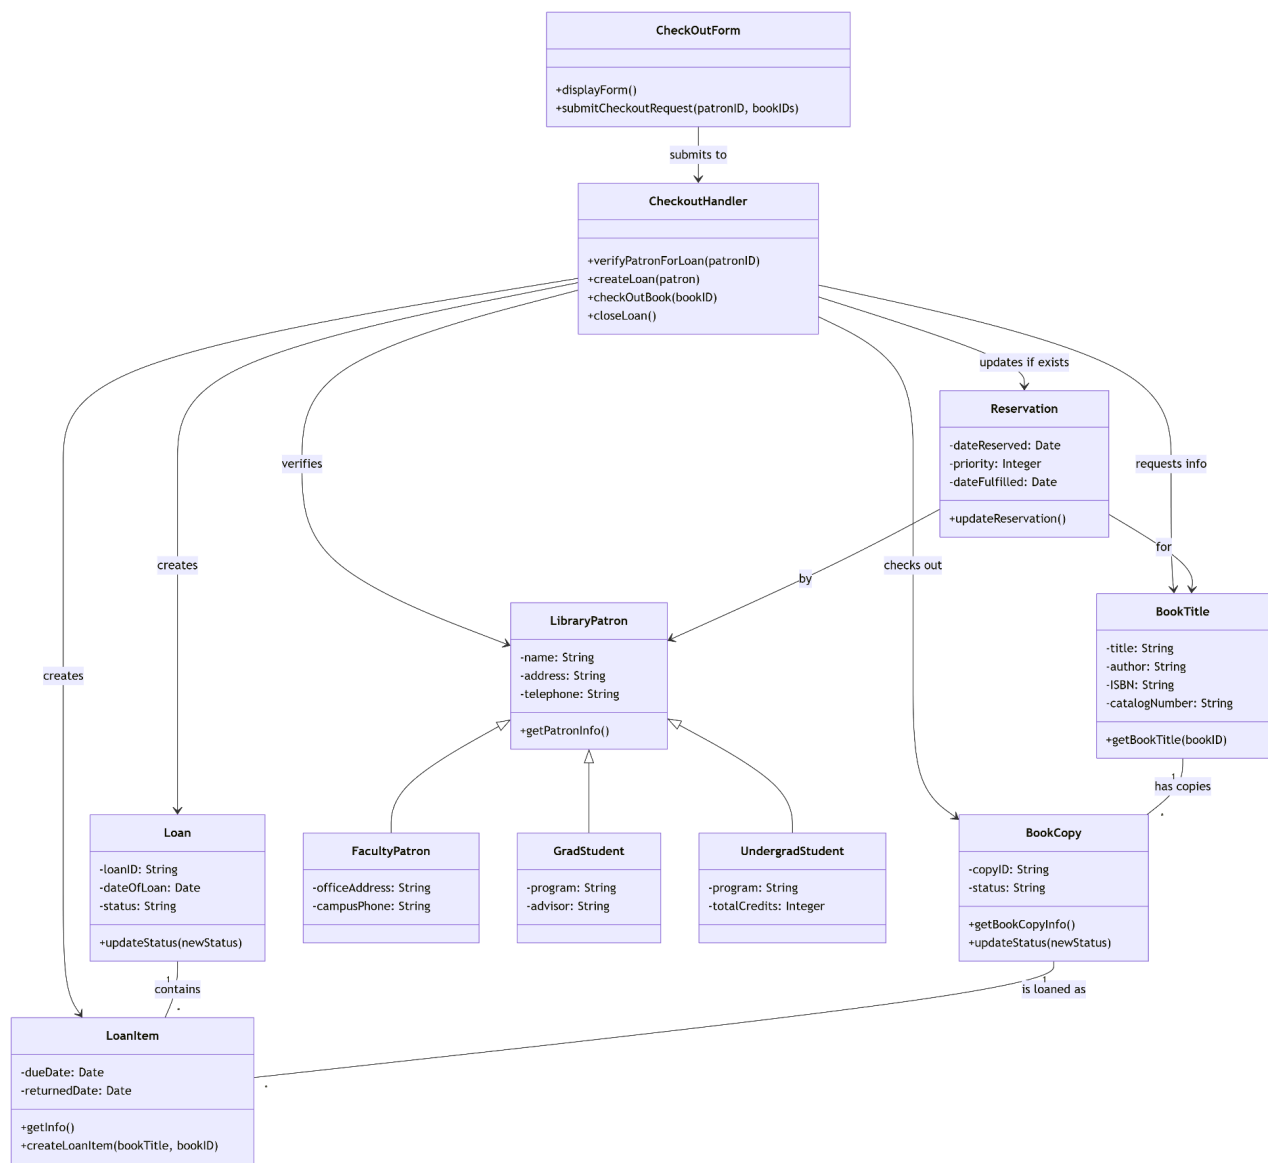 CheckOutForm
+displayForm()
+submitCheckoutRequest(patronID, bookIDs)
submits to
CheckoutHandler
+verifyPatronForLoan(patronID)
+createLoan(patron)
+checkOutBook(bookID)
+closeLoan()
updates if exists
Reservation
-dateReserved: Date
-priority: Integer
-dateFulfilled: Date
+updateReservation()
verifies
requests info
creates
checks out
for
by
LibraryPatron
-name: String
-address: String
-telephone: String
+getPatronInfo()
BookTitle
-title: String
-author: String
-ISBN: String
-catalogNumber: String
+getBookTitle(bookID)
creates
1
has copies
*
Loan
-loanID: String
-dateOfLoan: Date
-status: String
+updateStatus(newStatus)
FacultyPatron
-officeAddress: String
-campusPhone: String
GradStudent
-program: String
-advisor: String
UndergradStudent
-program: String
-totalCredits: Integer
BookCopy
-copyID: String
-status: String
+getBookCopyInfo()
+updateStatus(newStatus)
1
contains
*
1
is loaned as
*
LoanItem
-dueDate: Date
-returnedDate: Date
+getInfo()
+createLoanItem(bookTitle, bookID)